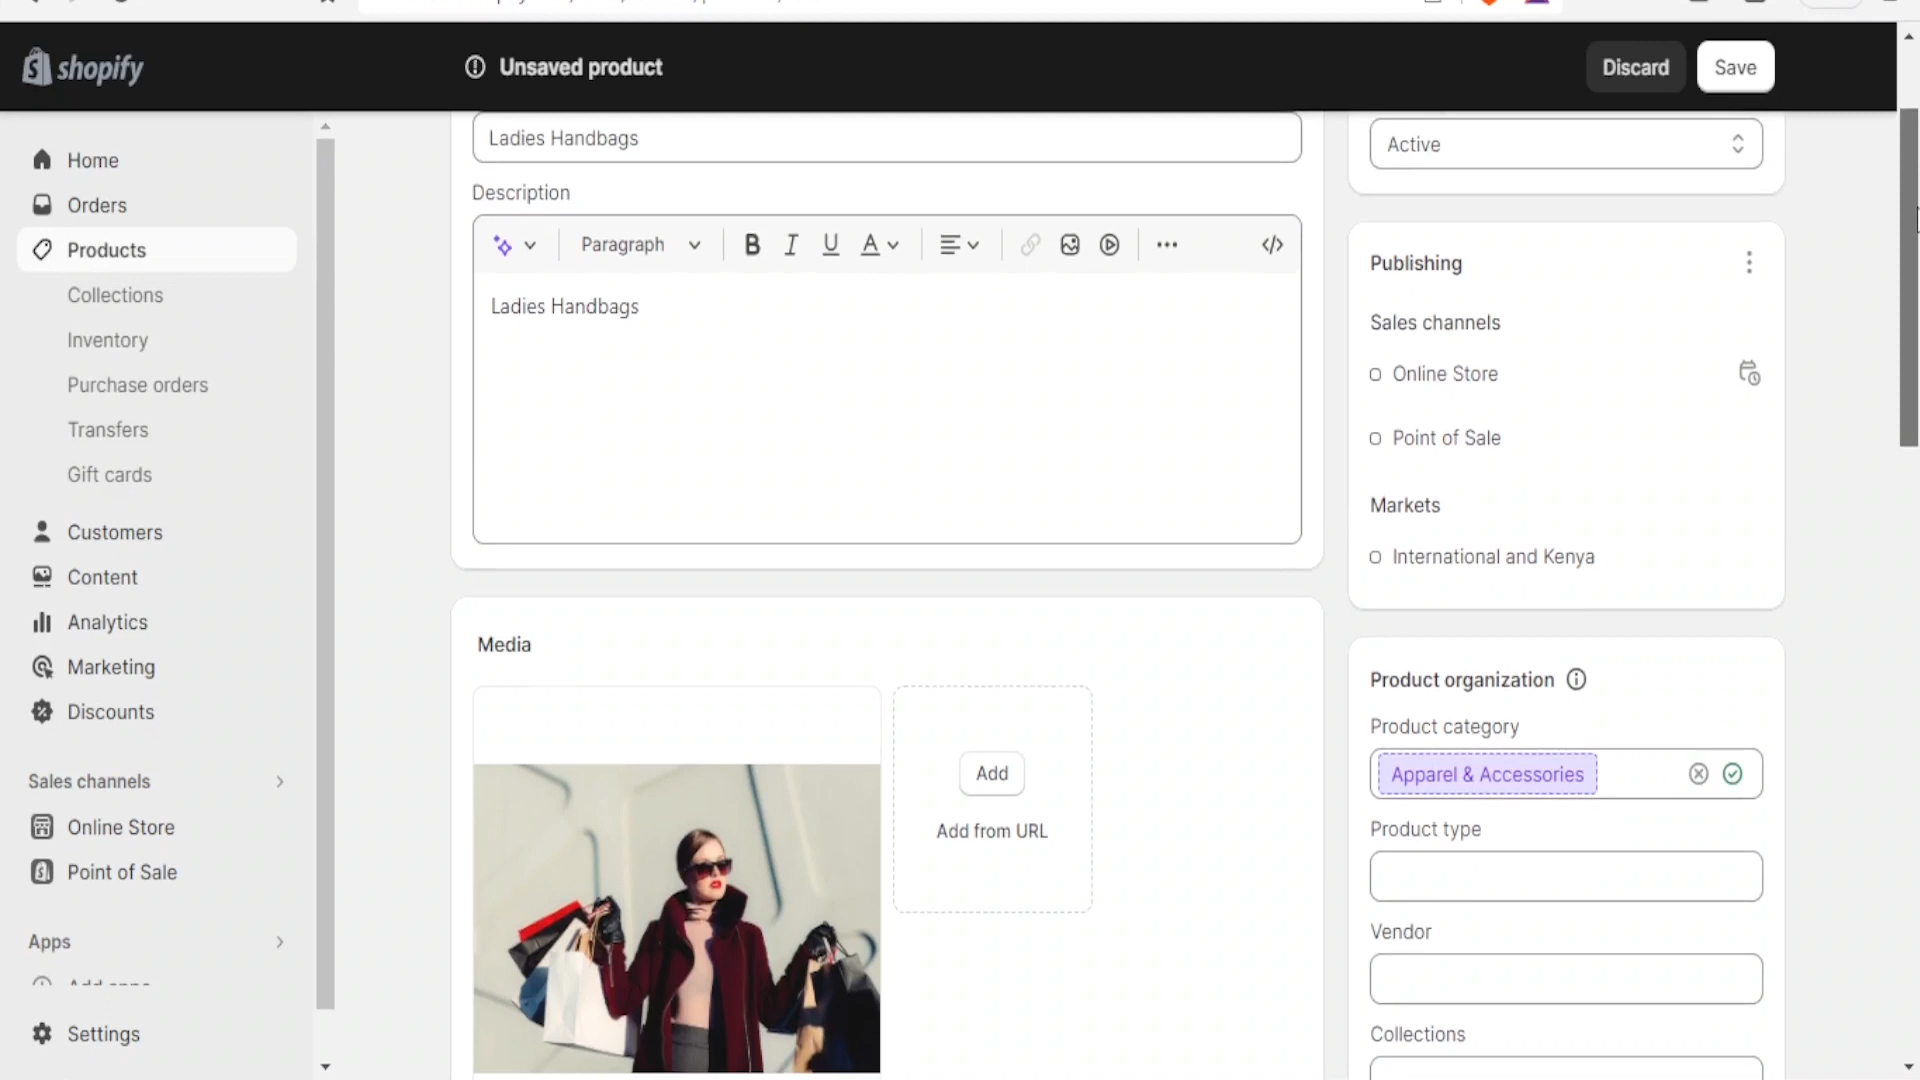 shopify
Unsaved product
Discard
Save
Home
Orders
Products
Collections
Inventory
Purchase orders
Transfers
Gift cards
Customers
Content
Analytics
Marketing
Discounts
Sales channels
Online Store
Point of Sale
Apps
Settings
Ladies Handbags
Description
Paragraph
B I U A
Ladies Handbags
Media
Add
Add from URL
Active
Publishing
Sales channels
Online Store
Point of Sale
Markets
International and Kenya
Product organization
Product category
Apparel & Accessories
Product type
Vendor
Collections